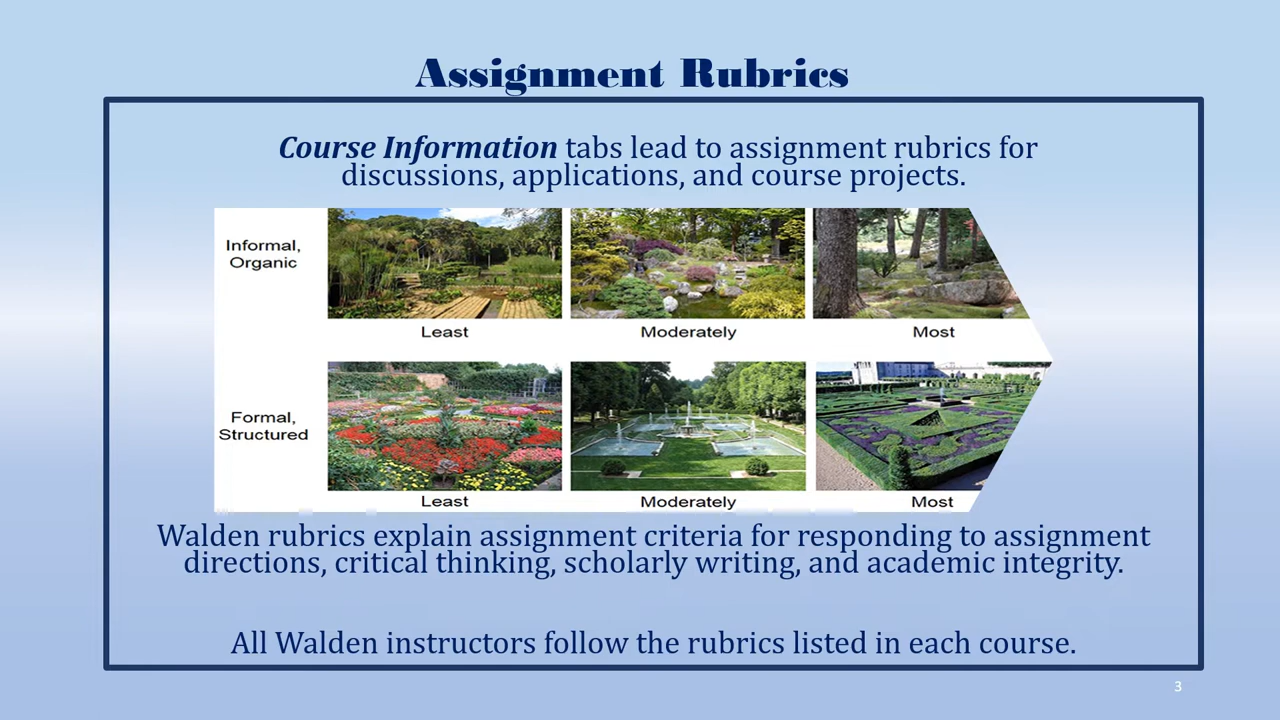 Assignment Rubrics
Course Information tabs lead to assignment rubrics for
discussions, applications, and course projects.
Informal,
Organic
Least
Moderately
Most
Formal,
Structured
Least
Moderately
Most
Walden rubrics explain assignment criteria for responding to assignment
directions, critical thinking, scholarly writing, and academic integrity.
All Walden instructors follow the rubrics listed in each course.
3